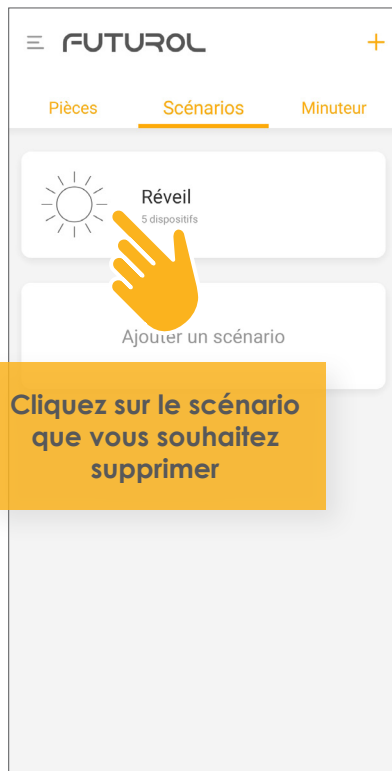 FUTUROL
+
Pièces Scénarios Minuteur
Réveil
5 dispositifs
Ajouter un scénario
Cliquez sur le scénario
que vous souhaitez
supprimer